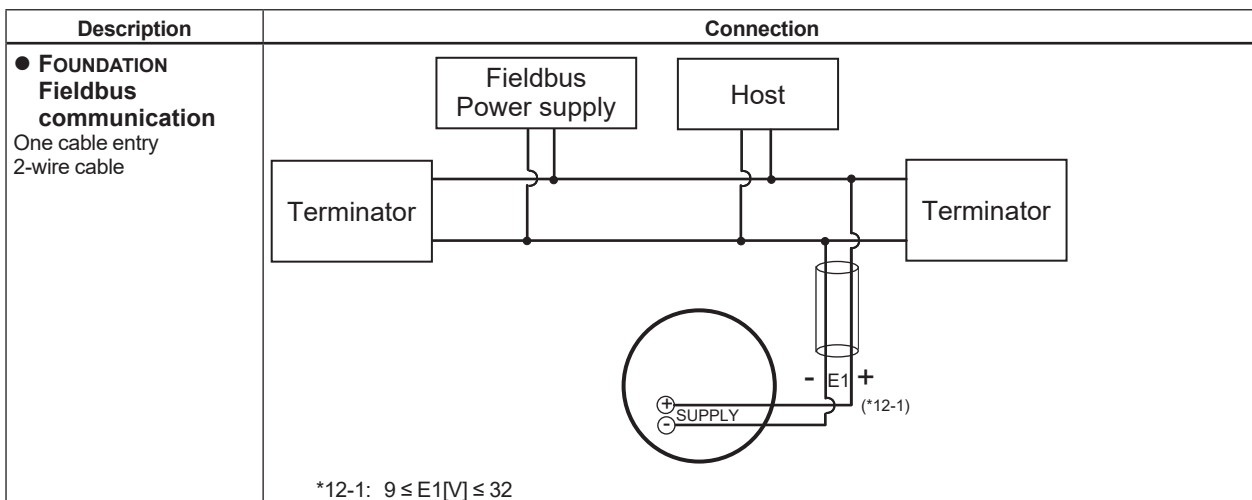 Description
Connection
● FOUNDATION
Fieldbus
communication
One cable entry
2-wire cable
Fieldbus
Power supply
Host
Terminator
Terminator
- E1 +
(*12-1)
+
SUPPLY
-
*12-1: 9 ≤ E1[V] ≤ 32